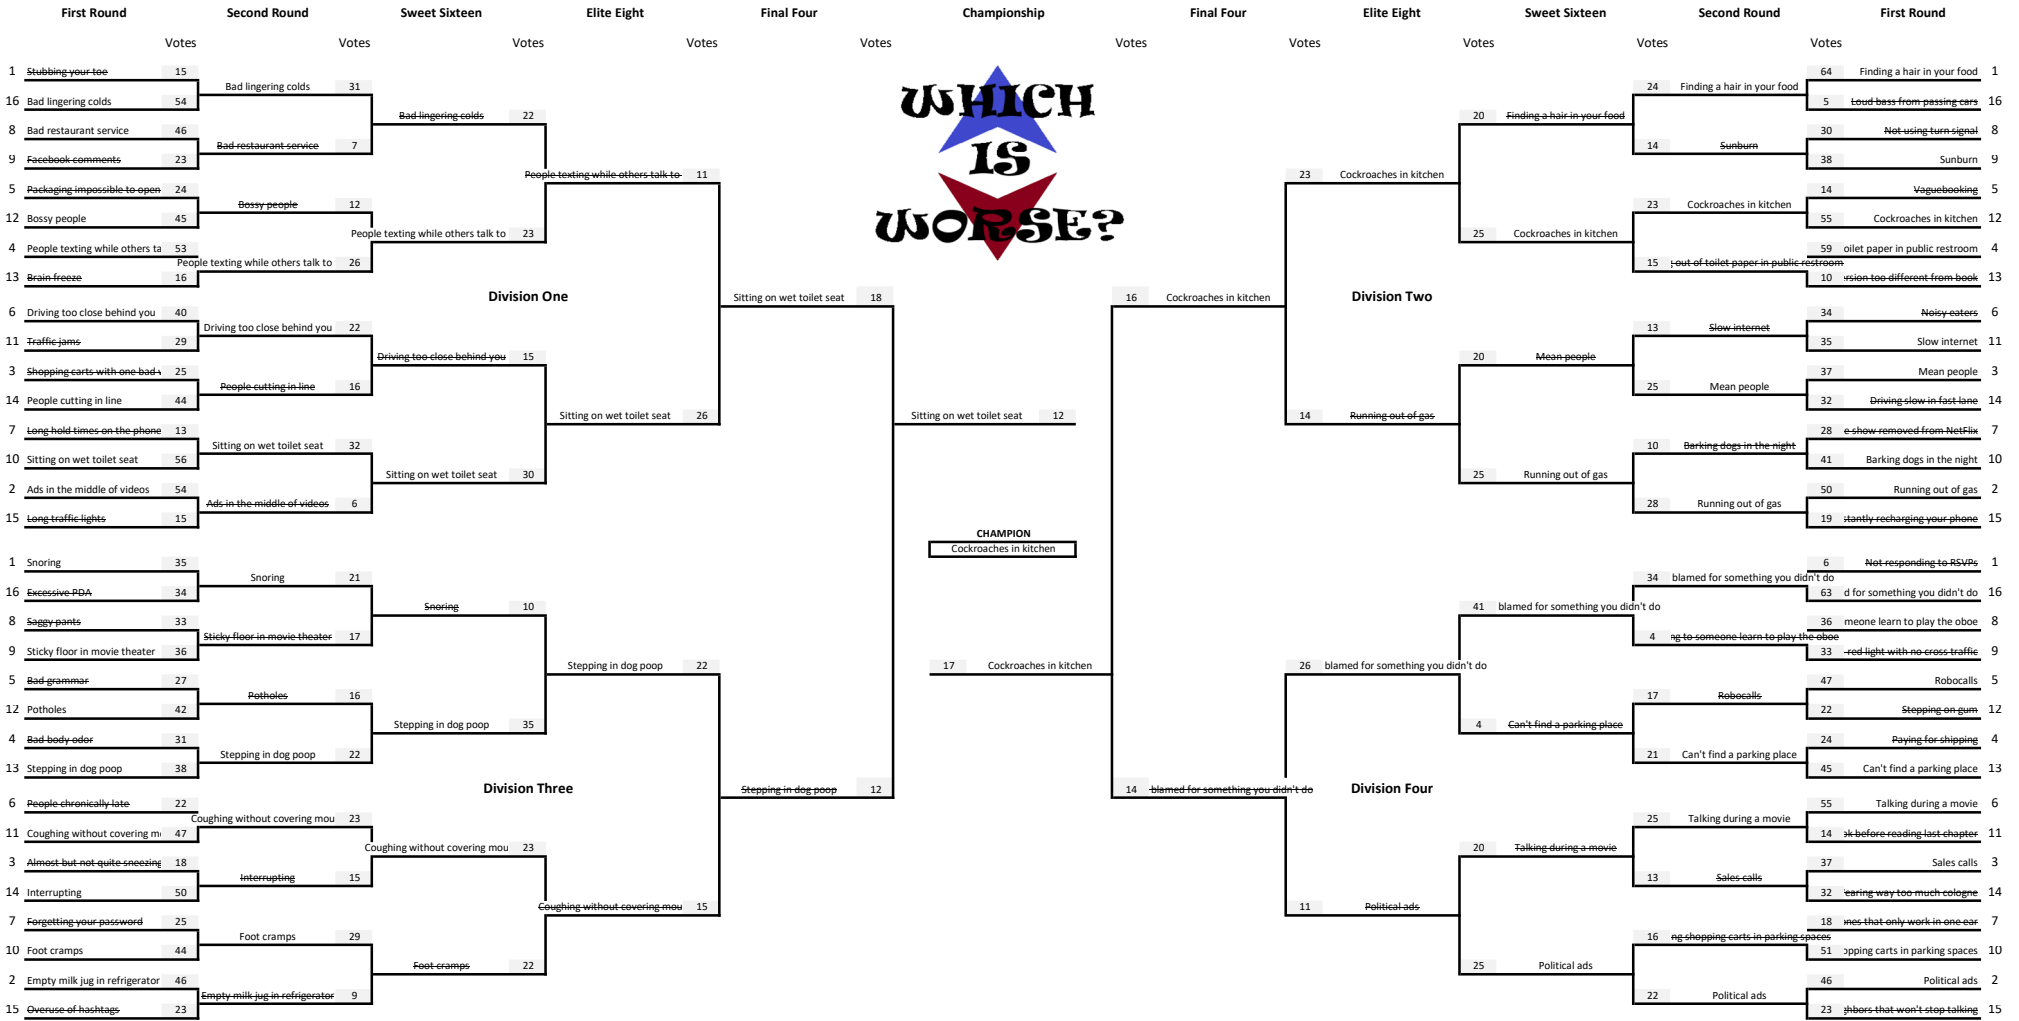 First Round Second Round Sweet Sixteen Elite Eight Final Four Championship Final Four Elite Eight Sweet Sixteen Second Round First Round
Votes Votes Votes Votes Votes Votes Votes Votes Votes Votes
WHICH
IS
WORSE?
1 Stubbing your toe 15
16 Bad lingering colds 54
8 Bad restaurant service 46
9 Facebook comments 23
5 Packaging impossible to open 24
12 Bossy people 45
4 People texting while others ta 53
13 Brain freeze 16
6 Driving too close behind you 40
11 Traffic jams 29
3 Shopping carts with one bad 25
14 People cutting in line 44
7 Long hold times on the phone 13
10 Sitting on wet toilet seat 56
2 Ads in the middle of videos 54
15 Long traffic lights 15
Bad lingering colds 31
Bad restaurant service 7
Bossy people 12
People texting while others talk to 26
Driving too close behind you 22
People cutting in line 16
Sitting on wet toilet seat 32
Ads in the middle of videos 6
Bad lingering colds 22
People texting while others talk to 23
Driving too close behind you 15
Sitting on wet toilet seat 30
People texting while others talk to 11
Sitting on wet toilet seat 26
Division One
Sitting on wet toilet seat 18
1 Snoring 35
16 Excessive PDA 34
8 Saggy pants 33
9 Sticky floor in movie theater 36
5 Bad grammar 27
12 Potholes 42
4 Bad body odor 31
13 Stepping in dog poop 38
6 People chronically late 22
11 Coughing without covering m 47
3 Almost but not quite sneezing 18
14 Interrupting 50
7 Forgetting your password 25
10 Foot cramps 44
2 Empty milk jug in refrigerator 46
15 Overuse of hashtags 23
Snoring 21
Sticky floor in movie theater 17
Potholes 16
Stepping in dog poop 22
Coughing without covering mou 23
Interrupting 15
Foot cramps 29
Empty milk jug in refrigerator 9
Snoring 10
Stepping in dog poop 35
Coughing without covering mou 23
Foot cramps 22
Stepping in dog poop 22
Coughing without covering mou 15
Division Three
Stepping in dog poop 12
Sitting on wet toilet seat 12
CHAMPION
Cockroaches in kitchen
17 Cockroaches in kitchen
16 Cockroaches in kitchen
Division Two
23 Cockroaches in kitchen
14 Running out of gas
20 Finding a hair in your food
25 Cockroaches in kitchen
20 Mean people
25 Running out of gas
24 Finding a hair in your food
14 Sunburn
23 Cockroaches in kitchen
15 out of toilet paper in public restroom
13 Slow internet
25 Mean people
10 Barking dogs in the night
28 Running out of gas
64 Finding a hair in your food 1
5 Loud bass from passing cars 16
30 Not using turn signal 8
38 Sunburn 9
14 Vaguebooking 5
55 Cockroaches in kitchen 12
59 oilet paper in public restroom 4
10 rsion too different from book 13
34 Noisy eaters 6
35 Slow internet 11
37 Mean people 3
32 Driving slow in fast lane 14
28 e show removed from NetFlix 7
41 Barking dogs in the night 10
50 Running out of gas 2
19 stantly recharging your phone 15
14 blamed for something you didn't do
Division Four
26 blamed for something you didn't do
11 Political ads
41 blamed for something you didn't do
4 Can't find a parking place
20 Talking during a movie
25 Political ads
34 blamed for something you didn't do
4 ng to someone learn to play the oboe
17 Robocalls
21 Can't find a parking place
25 Talking during a movie
13 Sales calls
16 ng shopping carts in parking spaces
22 Political ads
6 Not responding to RSVPs 1
63 d for something you didn't do 16
36 meone learn to play the oboe 8
33 red light with no cross traffic 9
47 Robocalls 5
22 Stepping on gum 12
24 Paying for shipping 4
45 Can't find a parking place 13
55 Talking during a movie 6
14 ok before reading last chapter 11
37 Sales calls 3
32 earing way too much cologne 14
18 nes that only work in one ear 7
51 opping carts in parking spaces 10
46 Political ads 2
23 ghbors that won't stop talking 15